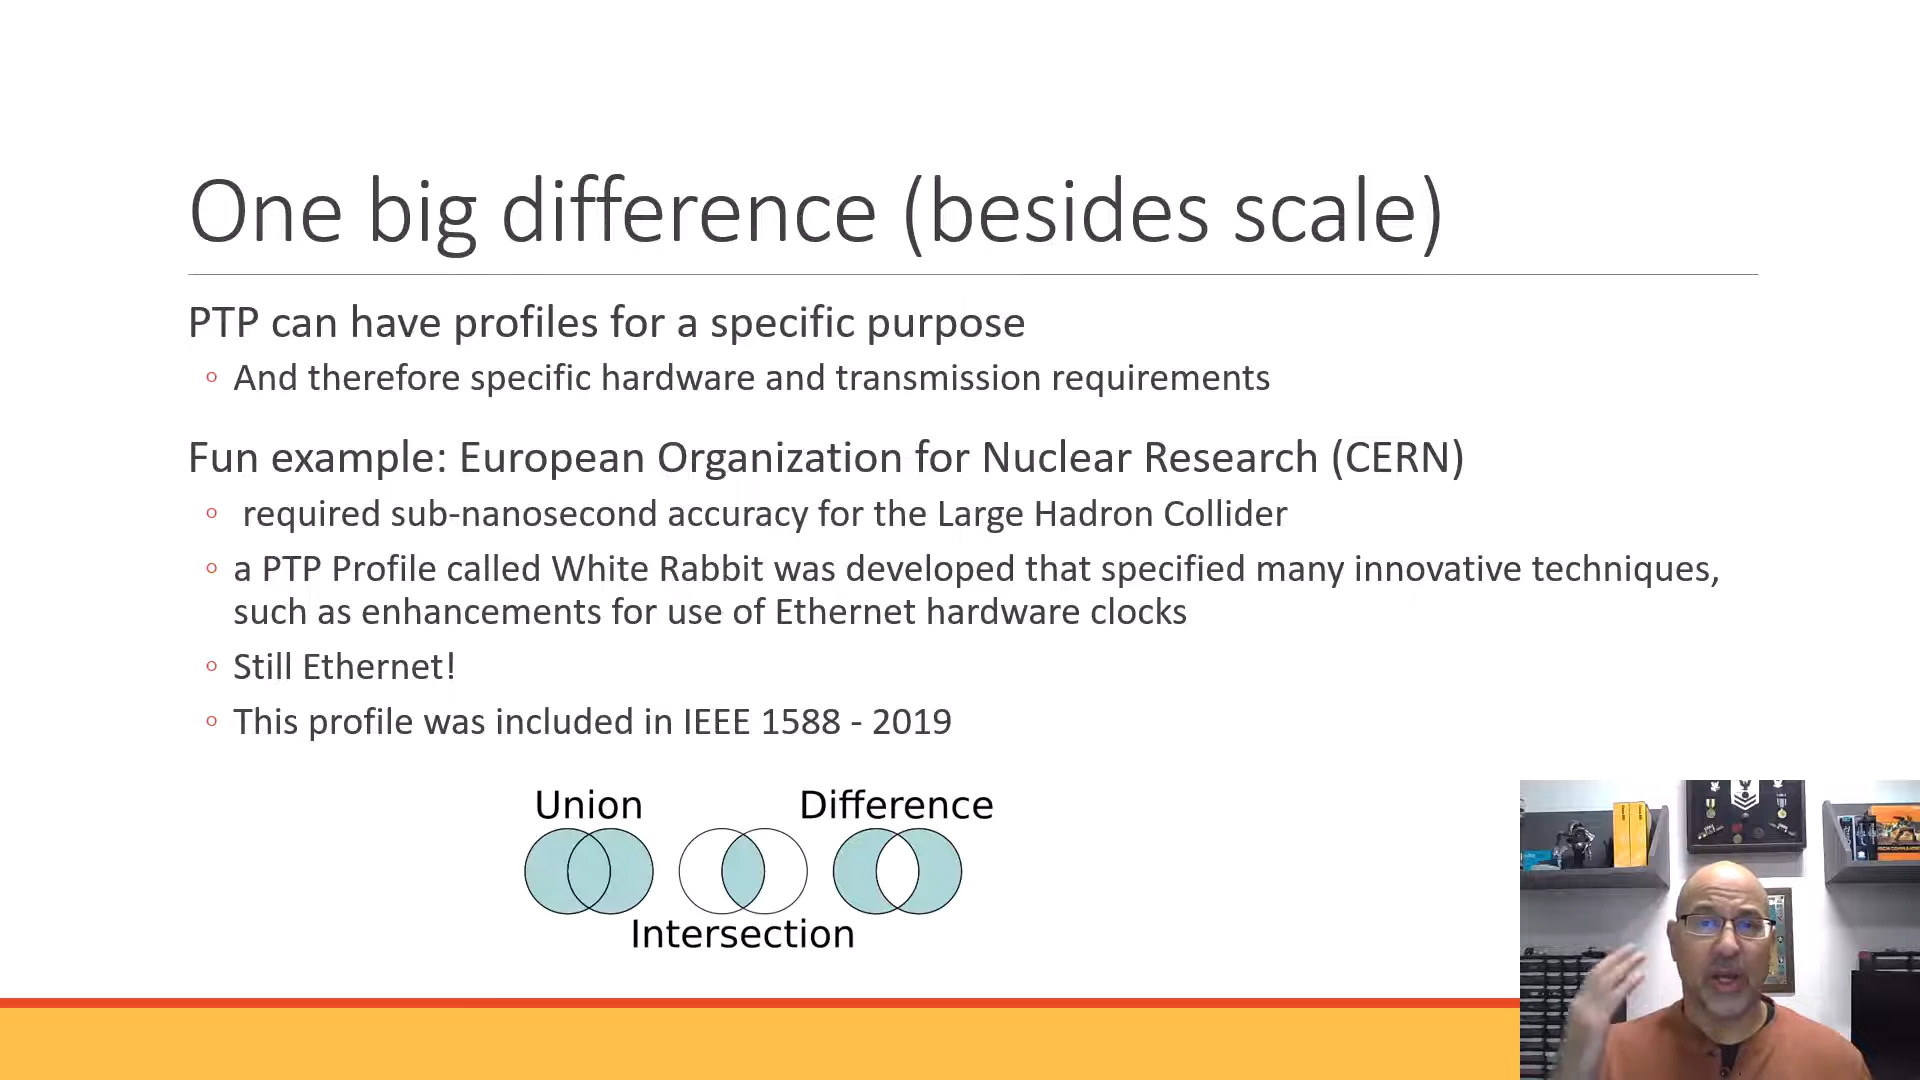 One big difference (besides scale)
PTP can have profiles for a specific purpose
◦ And therefore specific hardware and transmission requirements
Fun example: European Organization for Nuclear Research (CERN)
◦ required sub-nanosecond accuracy for the Large Hadron Collider
◦ a PTP Profile called White Rabbit was developed that specified many innovative techniques,
such as enhancements for use of Ethernet hardware clocks
◦ Still Ethernet!
◦ This profile was included in IEEE 1588 - 2019
Union
Difference
Intersection